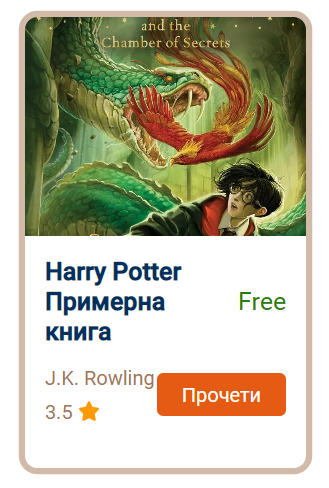 and the
Chamber of Secrets
Harry Potter
Примерна
книга
Free
J.K. Rowling
3.5
Прочети